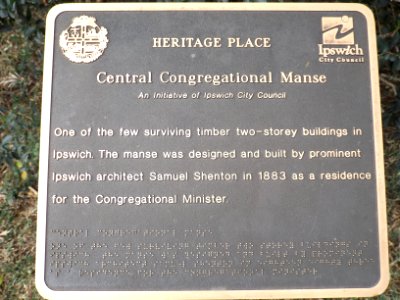 HERITAGE PLACE
Ipswich
City Council
Central Congregational Manse
An Initiative of Ipswich City Council
One of the few surviving timber two-storey buildings in
Ipswich. The manse was designed and built by prominent
Ipswich architect Samuel Shenton in 1883 as a residence
for the Congregational Minister.